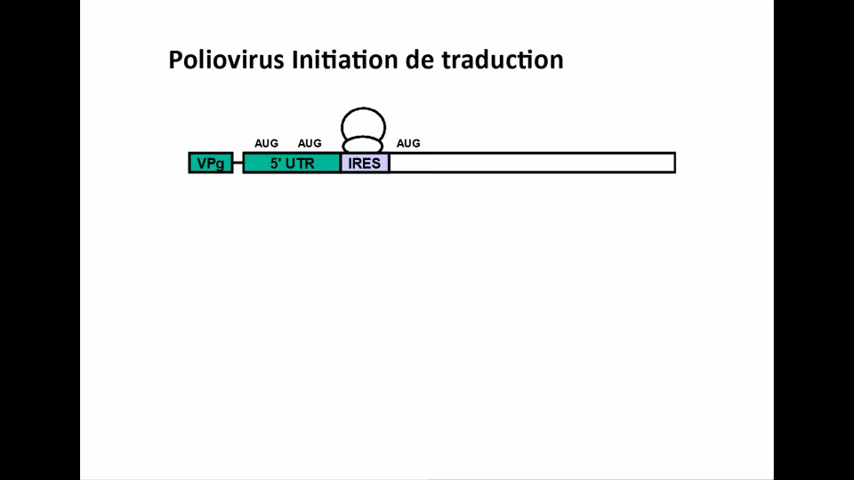 Poliovirus Initiation de traduction
AUG AUG AUG
VPg 5' UTR IRES